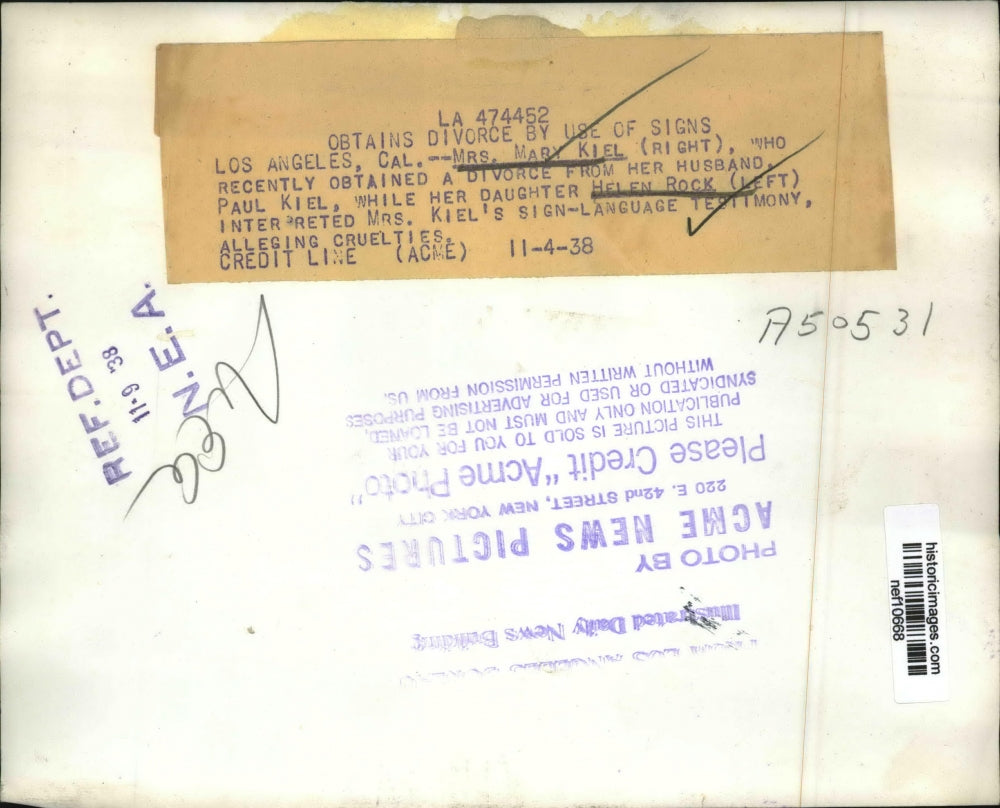 LA 474452
OBTAINS DIVORCE BY USE OF SIGNS
LOS ANGELES, CAL.--MRS. MARY KIEL (RIGHT), WHO
RECENTLY OBTAINED A DIVORCE FROM HER HUSBAND,
PAUL KIEL, WHILE HER DAUGHTER HELEN ROCK (LEFT)
INTERPRETED MRS. KIEL'S SIGN-LANGUAGE TESTIMONY,
ALLEGING CRUELTIES.
CREDIT LINE (ACME) 11-4-38
REF. DEPT.
11-9 '38
N.E.A.
A50531
PHOTO BY
ACME NEWS PICTURES
220 E. 42nd STREET, NEW YORK CITY
Please Credit "Acme Photo"
THIS PICTURE IS SOLD TO YOU FOR YOUR
PUBLICATION ONLY AND MUST NOT BE LOANED,
SYNDICATED OR USED FOR ADVERTISING PURPOSES
WITHOUT WRITTEN PERMISSION FROM US.
FROM LOS ANGELES BUREAU
Illustrated Daily News Building
historicimages.com
nef10668